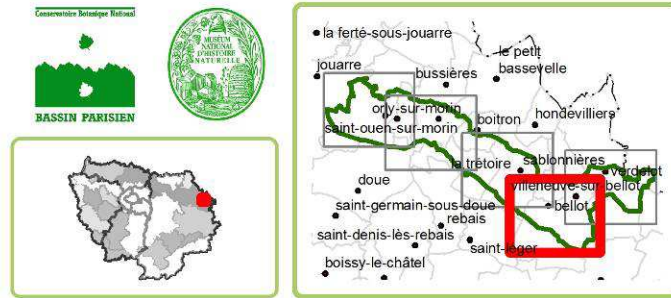 Conservatoire Botanique National
BASSIN PARISIEN
MUSEUM
NATIONAL
D'HISTOIRE
NATURELLE
la ferté-sous-jouarre
jouarre
le petit
basseville
bussières
orly-sur-morin
boitron
hondevilliers
saint-ouen-sur-morin
la trétoire
sablonnières
verdelot
doue
villeneuve-sur-bellot
bellot
saint-germain-sous-doue
rebais
saint-denis-lès-rebais
saint-léger
boissy-le-châtel